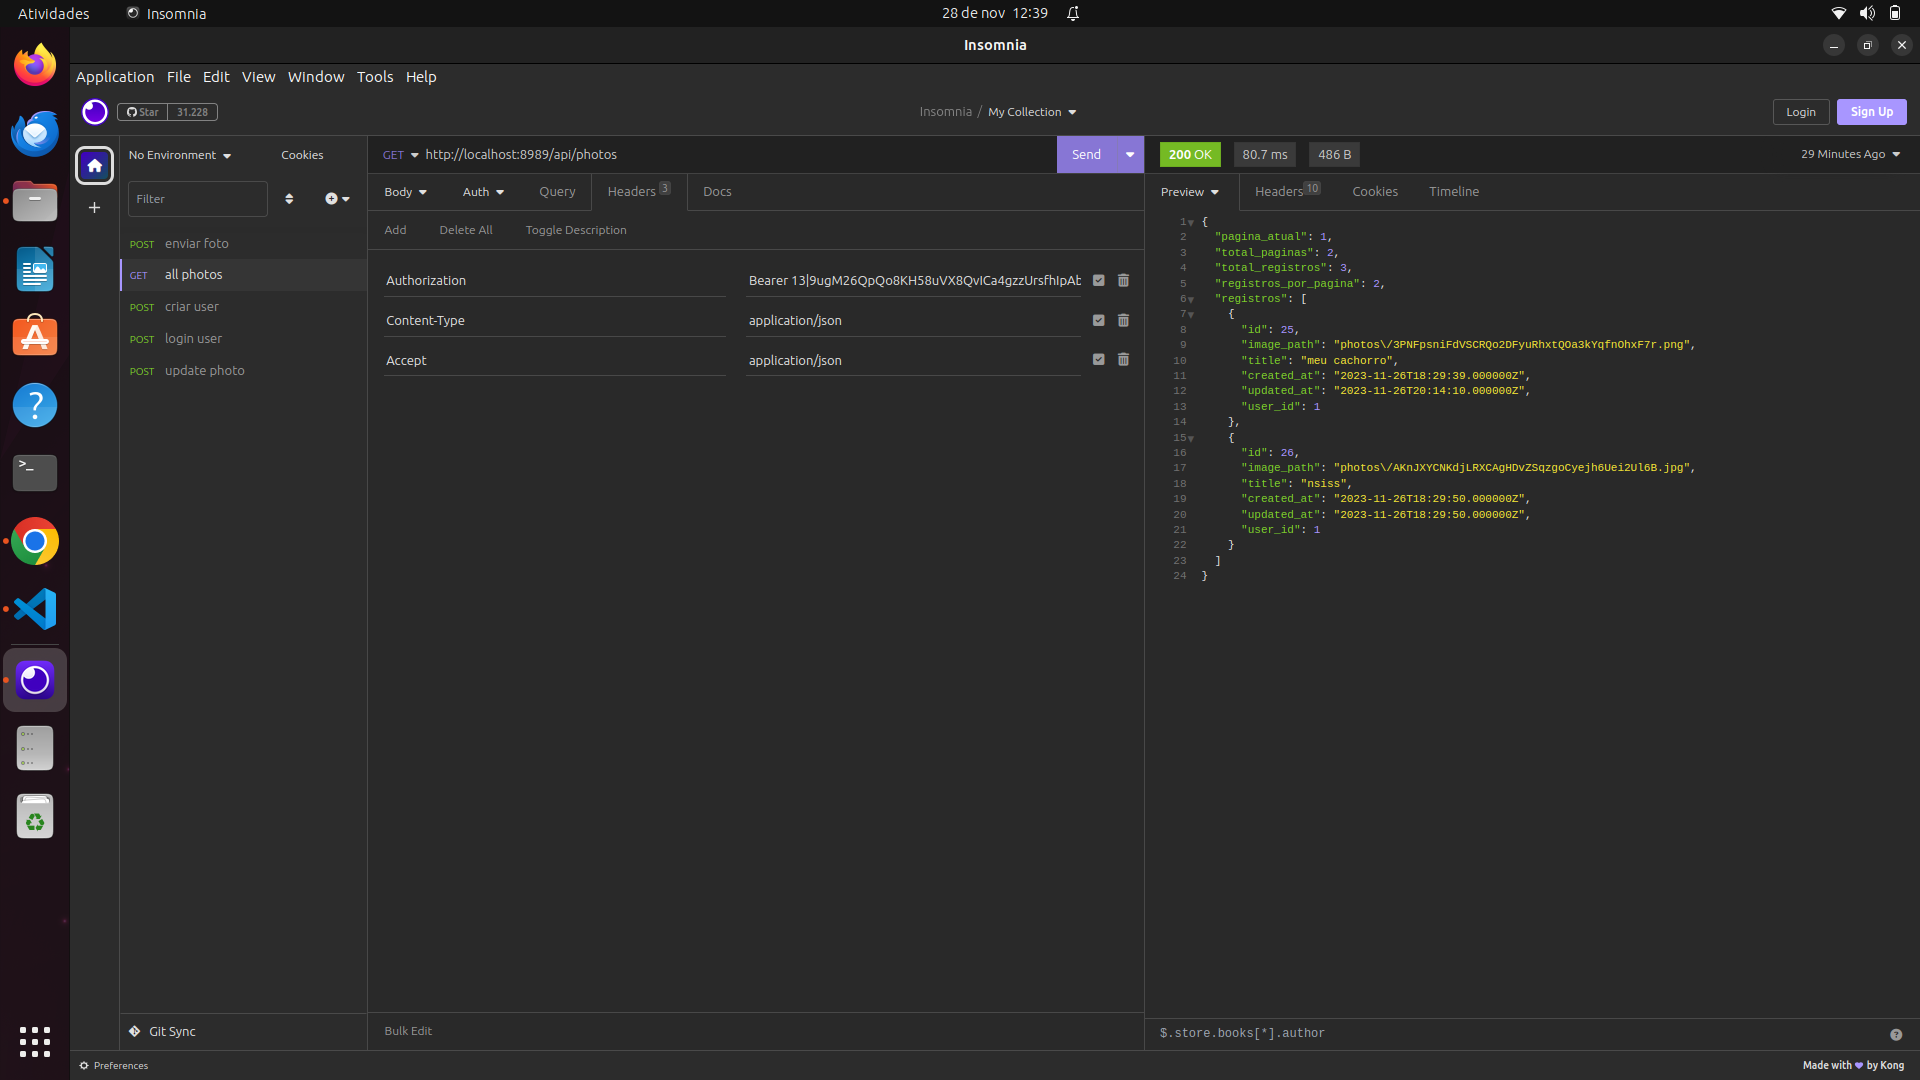 Atividades
Insomnia
28 de nov 12:39
Insomnia
Application File Edit View Window Tools Help
Star 31.228
Insomnia / My Collection
Login
Sign Up
No Environment
Cookies
GET http://localhost:8989/api/photos
Send
200 OK
80.7 ms
486 B
29 Minutes Ago
Filter
Body
Auth
Query
Headers 3
Docs
Preview
Headers 10
Cookies
Timeline
Add
Delete All
Toggle Description
POST enviar foto
GET all photos
POST criar user
POST login user
POST update photo
Authorization
Bearer 13|9ugM26QpQo8KH58uVX8QvICa4gzzUrsfhIpAb
Content-Type
application/json
Accept
application/json
1 {
2 "pagina_atual": 1,
3 "total_paginas": 2,
4 "total_registros": 3,
5 "registros_por_pagina": 2,
6 "registros": [
7 {
8 "id": 25,
9 "image_path": "photos\/3PNFpsniFdVSCRQo2DFyuRhxtQOa3kYqfnOhxF7r.png",
10 "title": "meu cachorro",
11 "created_at": "2023-11-26T18:29:39.000000Z",
12 "updated_at": "2023-11-26T20:14:10.000000Z",
13 "user_id": 1
14 },
15 {
16 "id": 26,
17 "image_path": "photos\/AKnJXYCNKdjLRXCAgHDvZSqzgoCyejh6Uei2Ul6B.jpg",
18 "title": "nsiss",
19 "created_at": "2023-11-26T18:29:50.000000Z",
20 "updated_at": "2023-11-26T18:29:50.000000Z",
21 "user_id": 1
22 }
23 ]
24 }
Git Sync
Bulk Edit
$.store.books[*].author
Preferences
Made with ♥ by Kong